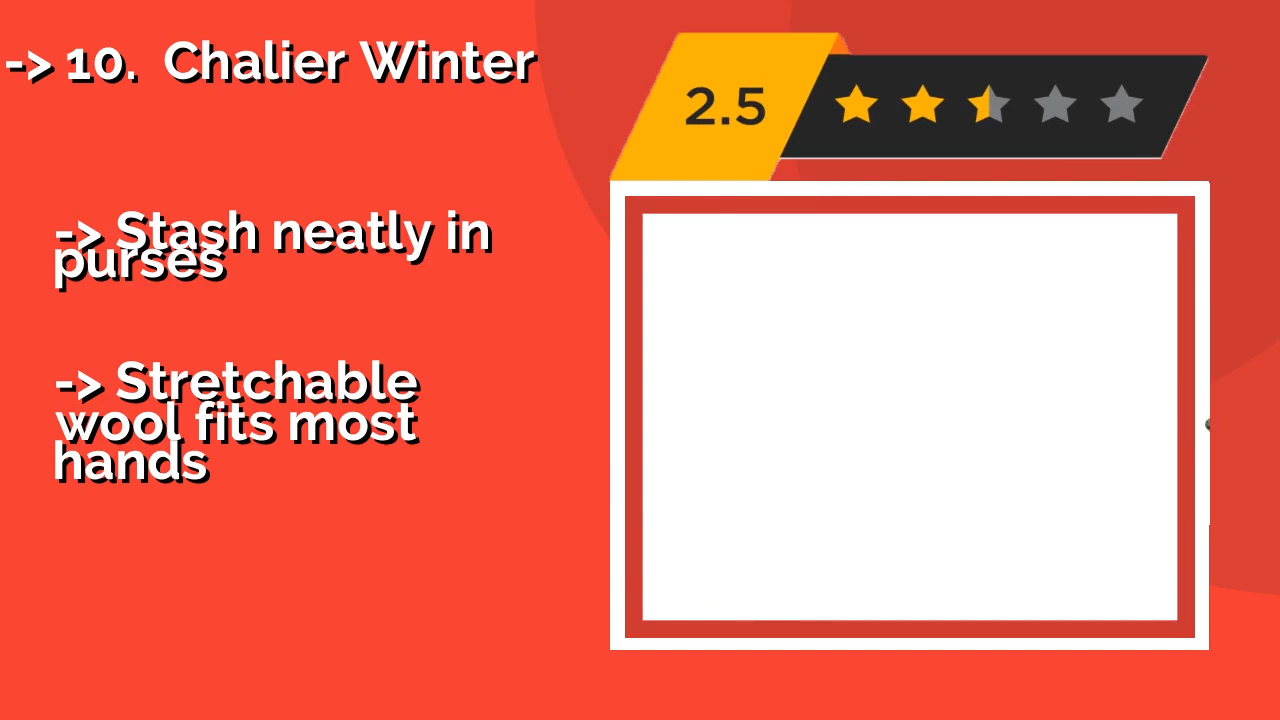 -> 10.  Chalier Winter
2.5
-> Stash neatly in
purses
-> Stretchable
wool fits most
hands